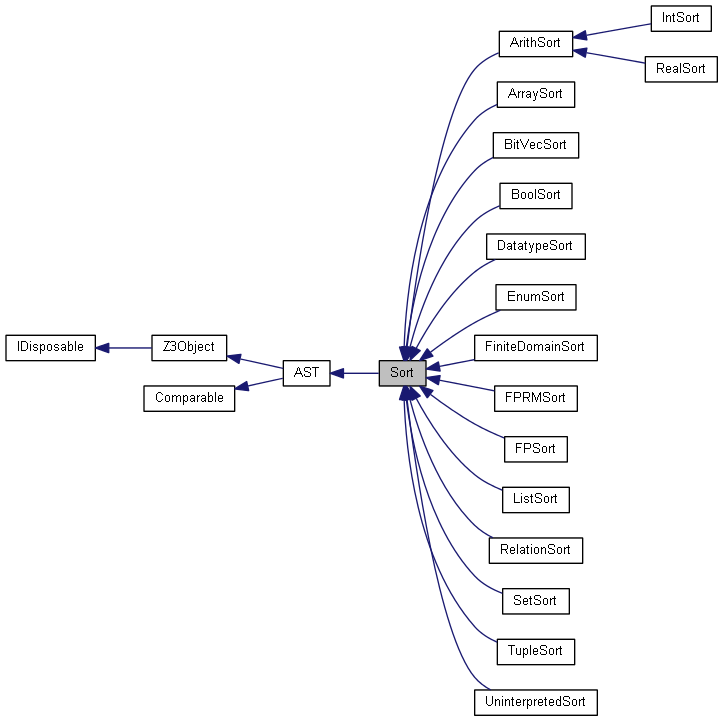 IntSort
ArithSort
RealSort
ArraySort
BitVecSort
BoolSort
DatatypeSort
EnumSort
IDisposable
Z3Object
FiniteDomainSort
AST
Sort
Comparable
FPRMSort
FPSort
ListSort
RelationSort
SetSort
TupleSort
UninterpretedSort